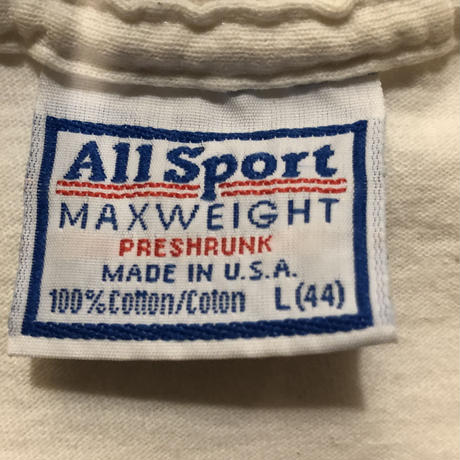 All Sport
MAXWEIGHT
PRESHRUNK
MADE IN U.S.A.
100% Cotton/Coton L (44)